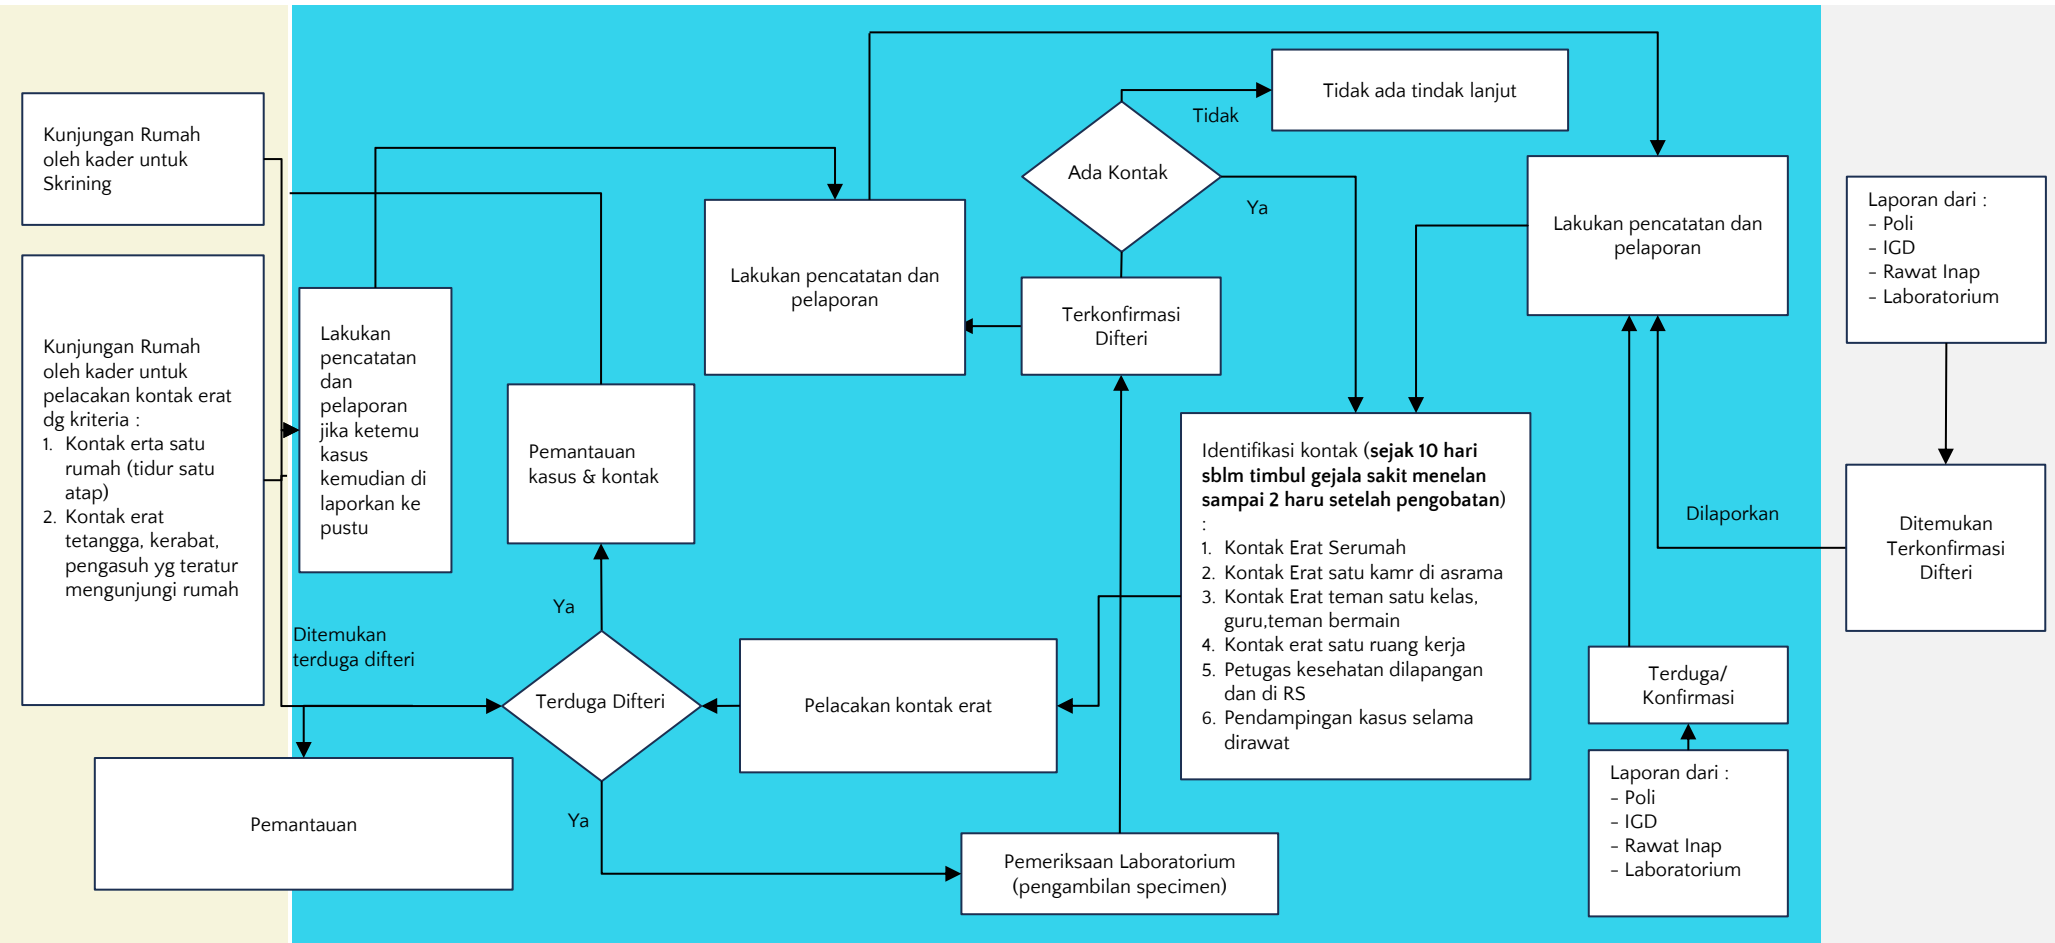 Kunjungan Rumah
oleh kader untuk
Skrining
Kunjungan Rumah
oleh kader untuk
pelacakan kontak erat
dg kriteria :
1. Kontak erta satu
rumah (tidur satu
atap)
2. Kontak erat
tetangga, kerabat,
pengasuh yg teratur
mengunjungi rumah
Lakukan
pencatatan
dan
pelaporan
jika ketemu
kasus
kemudian di
laporkan ke
pustu
Ditemukan
terduga difteri
Pemantauan
Pemantauan
kasus & kontak
Ya
Terduga Difteri
Ya
Lakukan pencatatan dan
pelaporan
Pelacakan kontak erat
Pemeriksaan Laboratorium
(pengambilan specimen)
Ada Kontak
Tidak
Tidak ada tindak lanjut
Ya
Terkonfirmasi
Difteri
Identifikasi kontak (sejak 10 hari
sblm timbul gejala sakit menelan
sampai 2 haru setelah pengobatan)
:
1. Kontak Erat Serumah
2. Kontak Erat satu kamr di asrama
3. Kontak Erat teman satu kelas,
guru,teman bermain
4. Kontak erat satu ruang kerja
5. Petugas kesehatan dilapangan
dan di RS
6. Pendampingan kasus selama
dirawat
Lakukan pencatatan dan
pelaporan
Dilaporkan
Terduga/
Konfirmasi
Laporan dari :
- Poli
- IGD
- Rawat Inap
- Laboratorium
Laporan dari :
- Poli
- IGD
- Rawat Inap
- Laboratorium
Ditemukan
Terkonfirmasi
Difteri